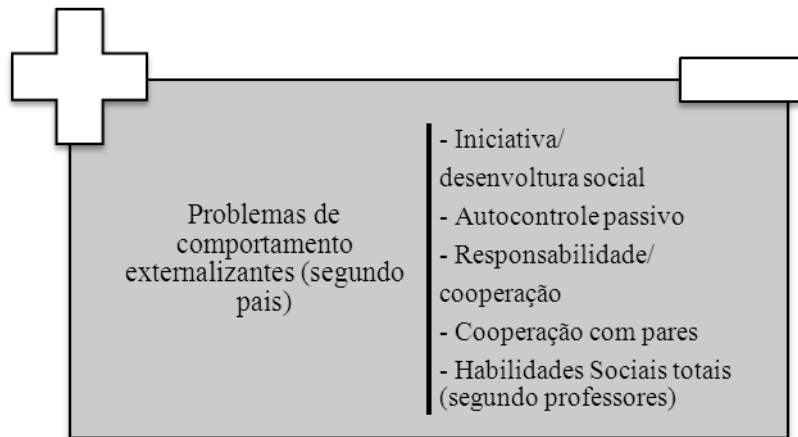 Problemas de
comportamento
externalizantes (segundo
pais)
- Iniciativa/
desenvoltura social
- Autocontrole passivo
- Responsabilidade/
cooperação
- Cooperação com pares
- Habilidades Sociais totais
(segundo professores)